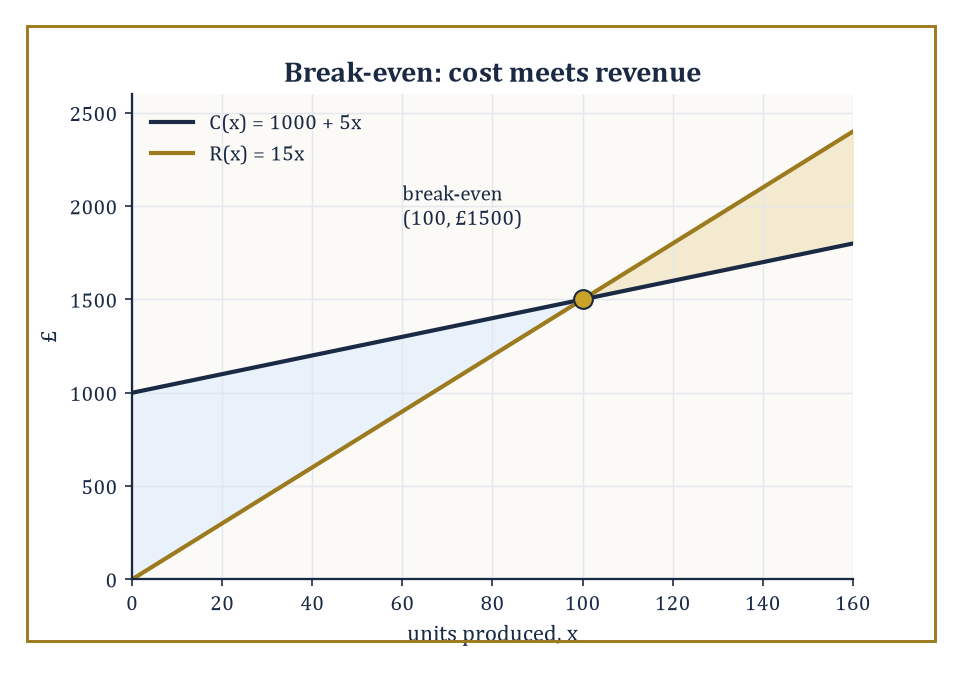 Break-even: cost meets revenue
C(x) = 1000 + 5x
R(x) = 15x
break-even
(100, £1500)
2500
2000
1500
1000
500
0
£
0 20 40 60 80 100 120 140 160
units produced, x